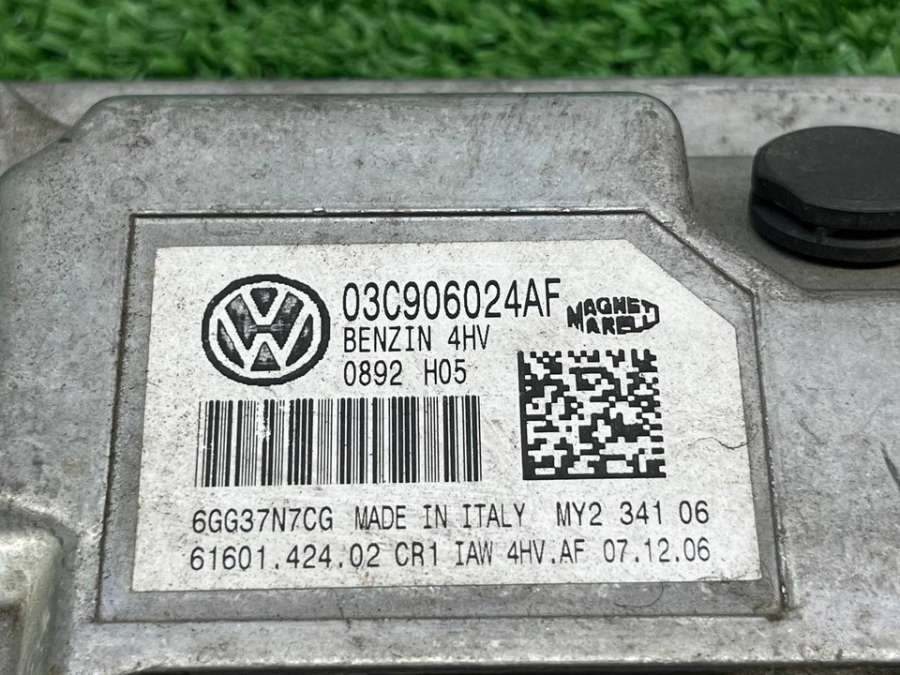 03C906024AF
MAGNETI
MARELLI
BENZIN 4HV
0892 H05
6GG37N7CG MADE IN ITALY MY2 341 06
61601.424.02 CR1 IAW 4HV.AF 07.12.06